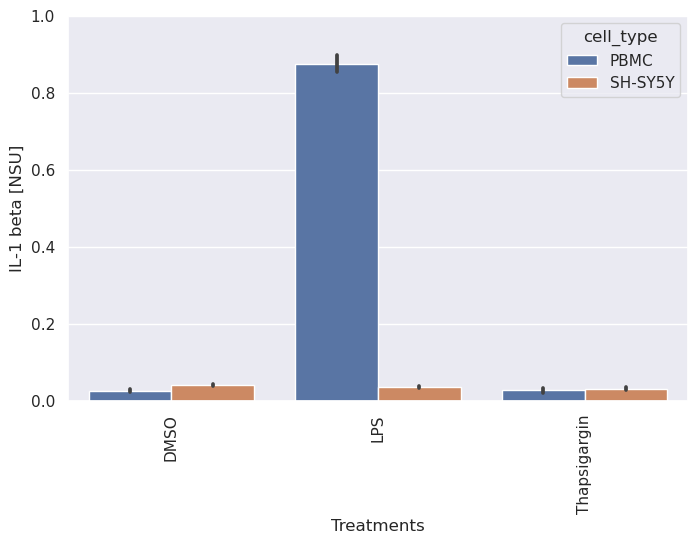 1.0
0.8
0.6
0.4
0.2
0.0
IL-1 beta [NSU]
cell_type
PBMC
SH-SY5Y
DMSO
LPS
Thapsigargin
Treatments